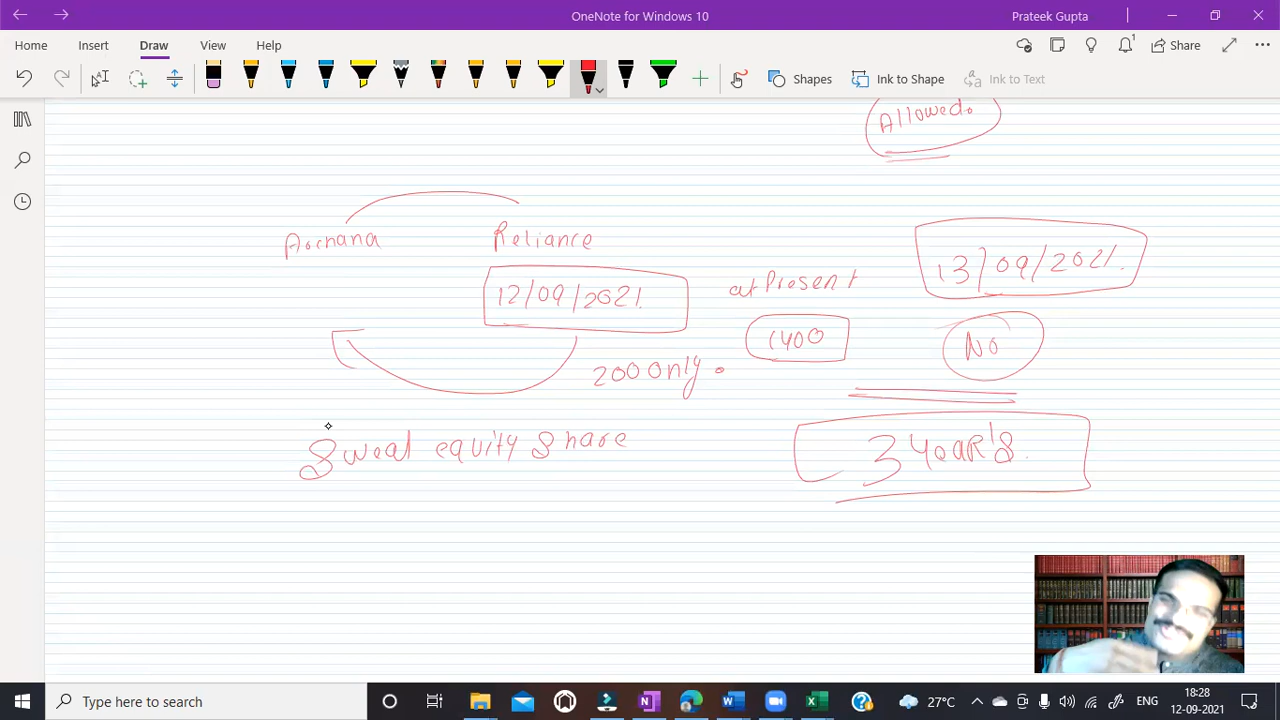 OneNote for Windows 10
Prateek Gupta
Home Insert Draw View Help
Share
Shapes
Ink to Shape
Ink to Text
Allowed.
Archana Reliance
12/09/2021.
at Present
13/09/2021.
1400
No
200 Only.
Sweat equity Share
3 YeaR's.
Type here to search
27°C
ENG
18:28
12-09-2021